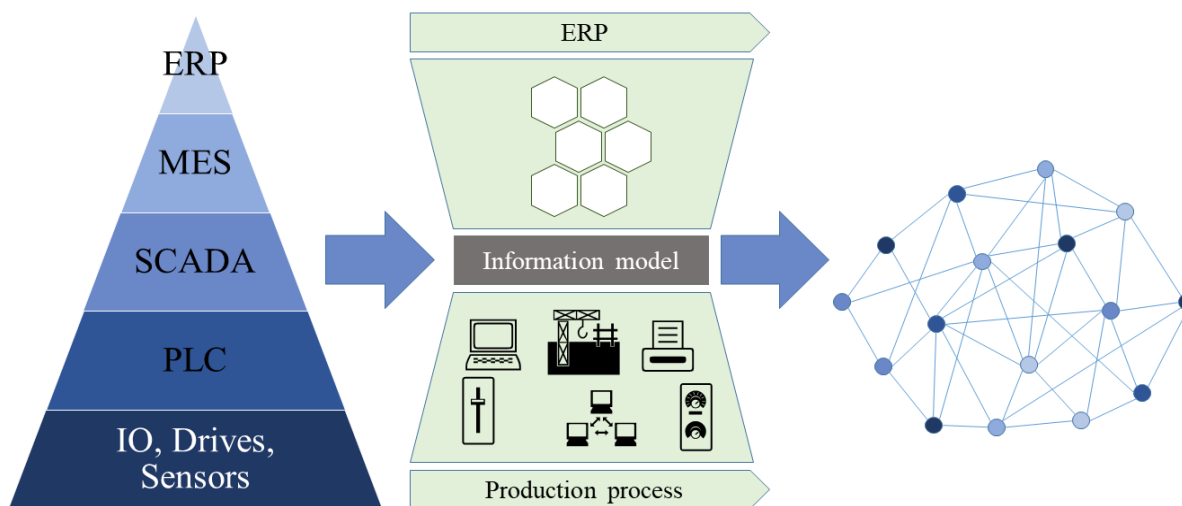 ERP
MES
SCADA
PLC
IO, Drives,
Sensors
ERP
Information model
Production process